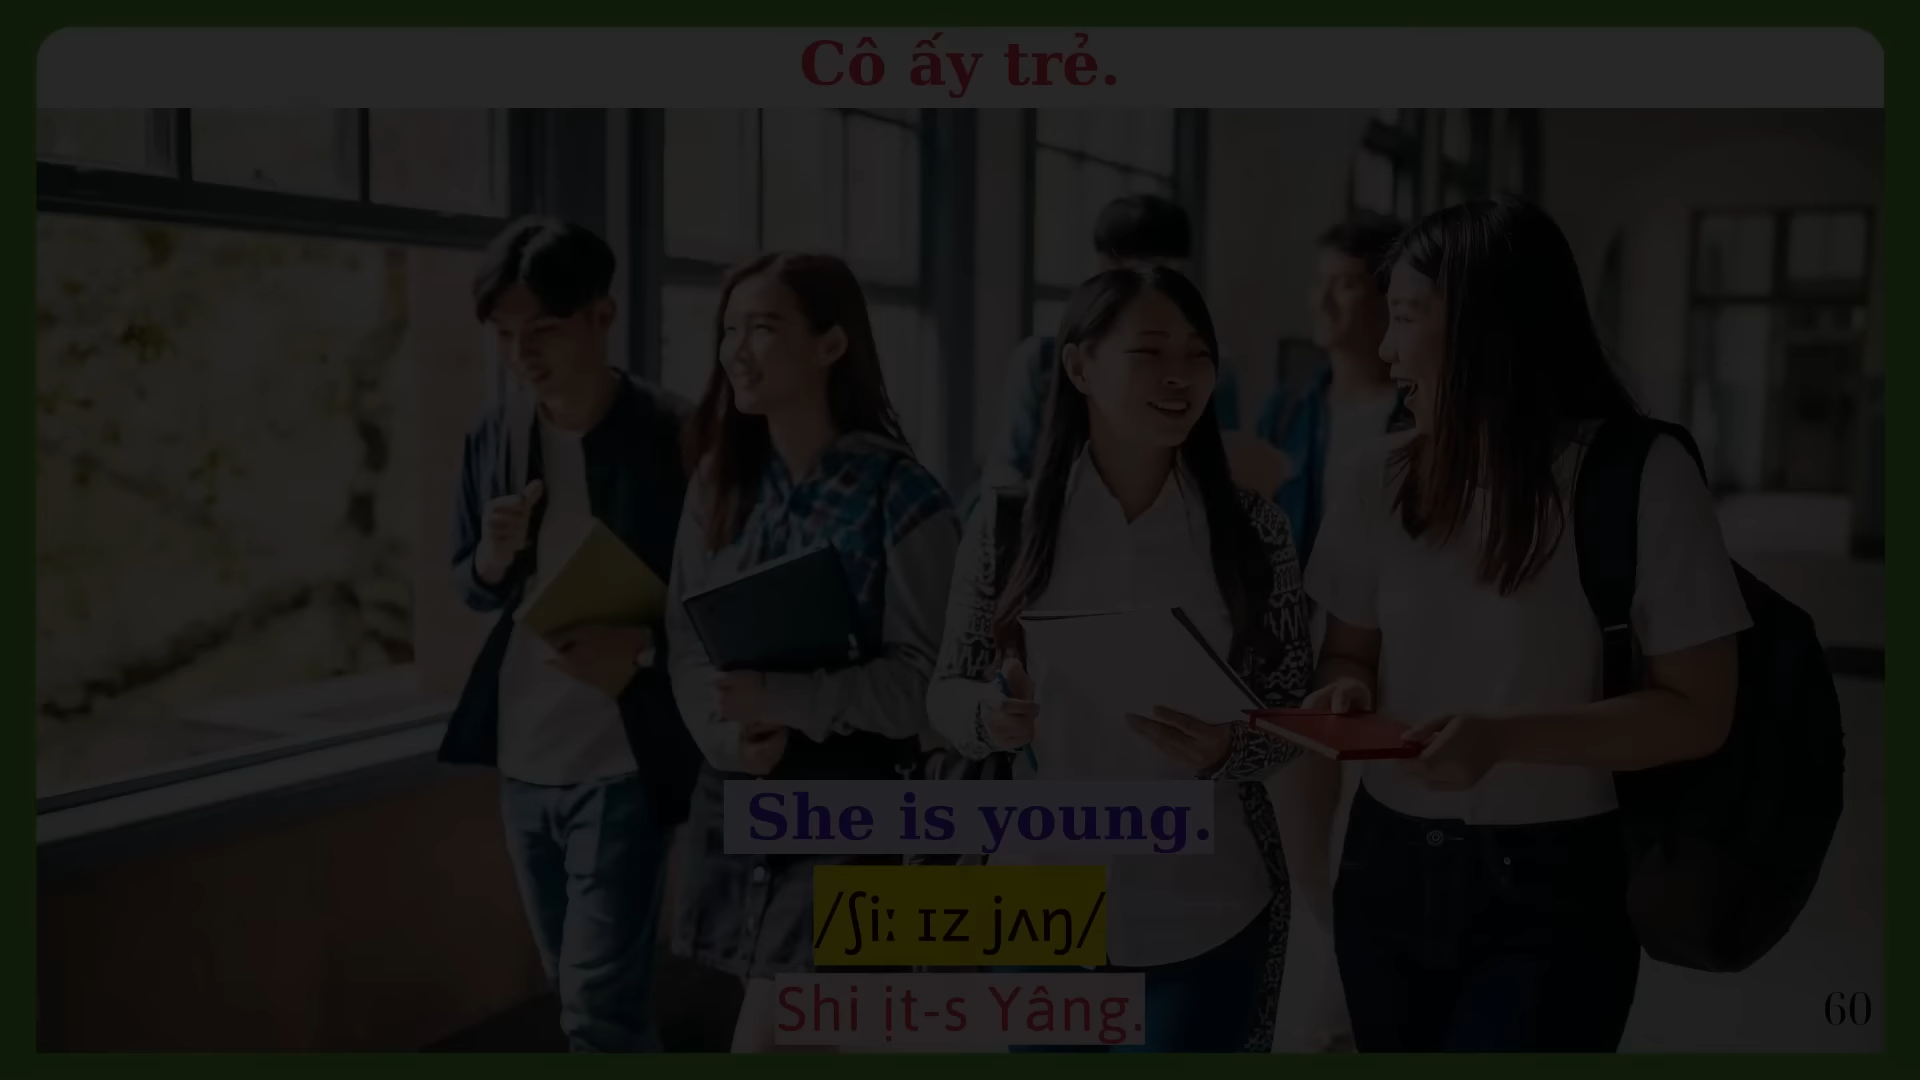 Cô ấy trẻ.
She is young.
/ʃiː ɪz jʌŋ/
Shi ịt-s Yâng.
60